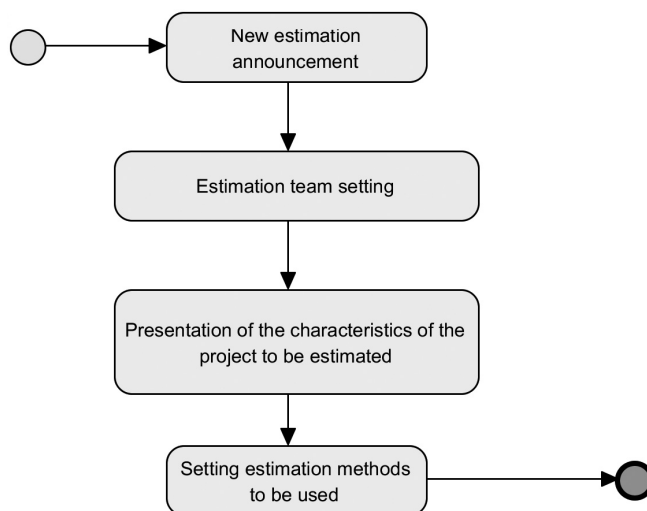 New estimation
announcement
Estimation team setting
Presentation of the characteristics of the
project to be estimated
Setting estimation methods
to be used